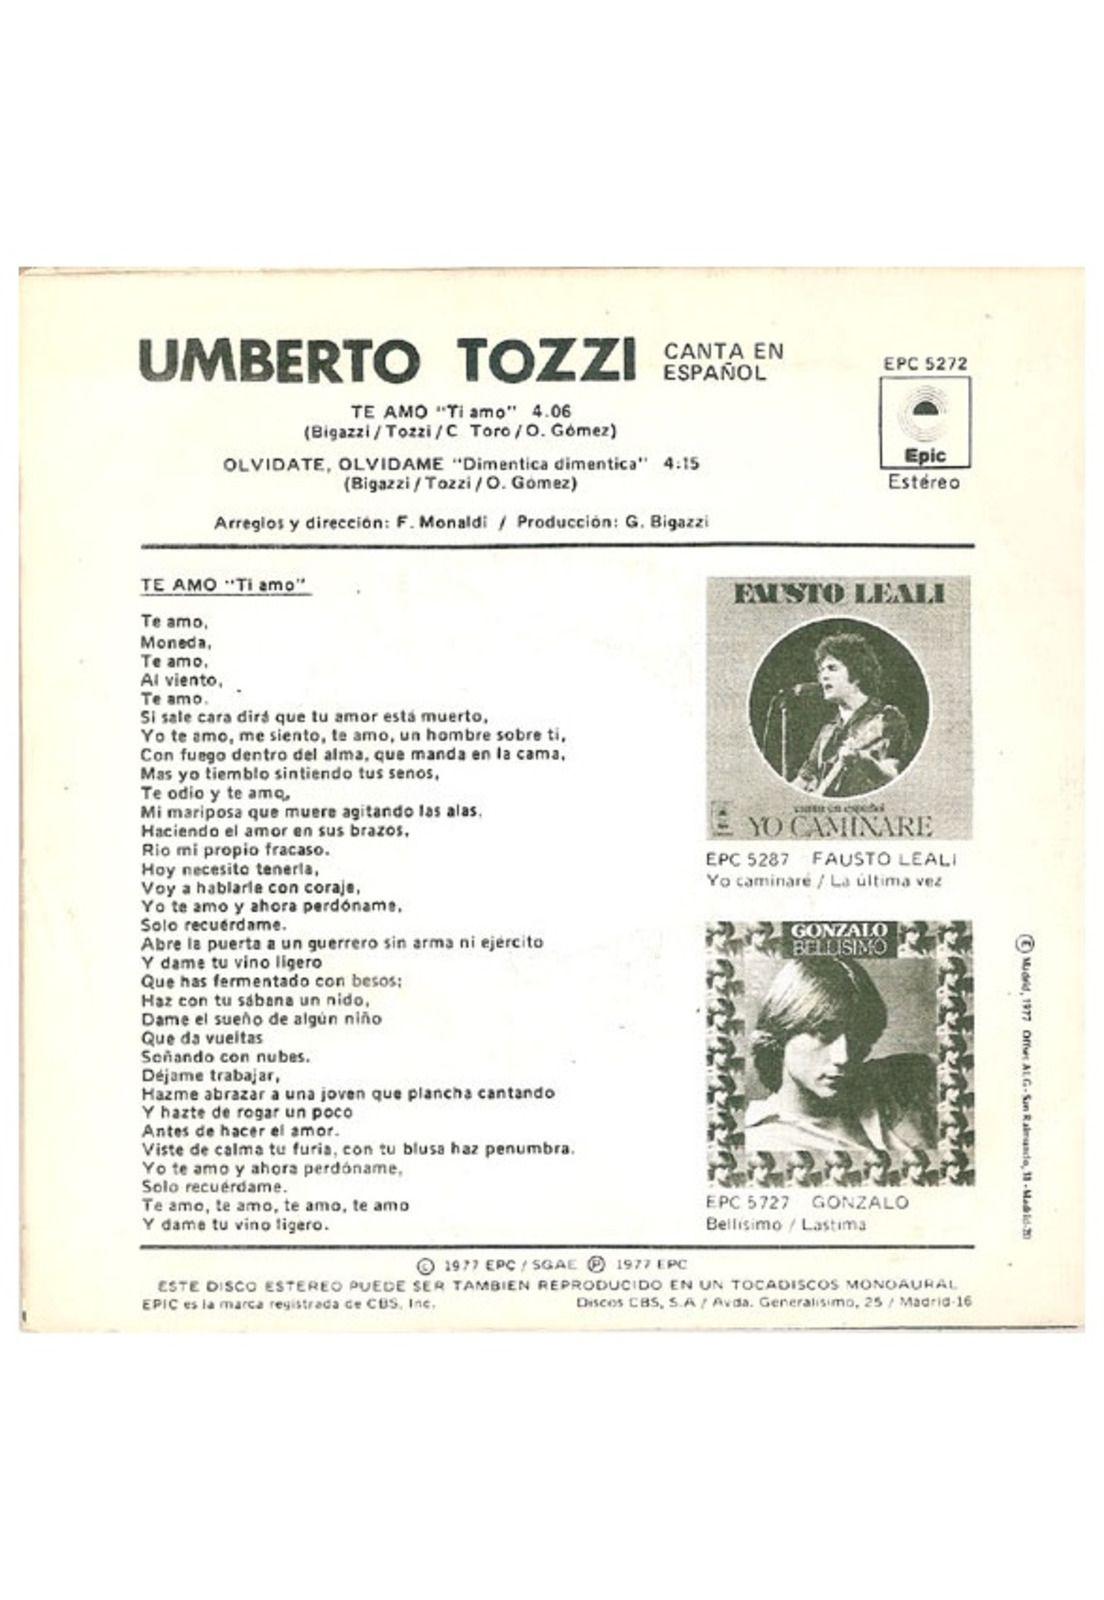 UMBERTO TOZZI CANTA EN
ESPAÑOL
EPC 5272
TE AMO "Ti amo" 4.06
(Bigazzi / Tozzi / C Toro / O. Gómez)
OLVIDATE, OLVIDAME "Dimentica dimentica" 4:15
(Bigazzi / Tozzi / O. Gómez)
Epic
Estéreo
Arreglos y dirección: F. Monaldi / Producción: G. Bigazzi
TE AMO "Ti amo"
Te amo,
Moneda,
Te amo,
Al viento,
Te amo.
Si sale cara dirá que tu amor está muerto,
Yo te amo, me siento, te amo, un hombre sobre ti,
Con fuego dentro del alma, que manda en la cama,
Mas yo tiemblo sintiendo tus senos,
Te odio y te amo,
Mi mariposa que muere agitando las alas,
Haciendo el amor en sus brazos,
Rio mi propio fracaso.
Hoy necesito tenerla,
Voy a hablarle con coraje,
Yo te amo y ahora perdóname,
Solo recuérdame.
Abre la puerta a un guerrero sin arma ni ejército
Y dame tu vino ligero
Que has fermentado con besos;
Haz con tu sábana un nido,
Dame el sueño de algún niño
Que da vueltas
Soñando con nubes.
Déjame trabajar,
Hazme abrazar a una joven que plancha cantando
Y hazte de rogar un poco
Antes de hacer el amor.
Viste de calma tu furia, con tu blusa haz penumbra.
Yo te amo y ahora perdóname,
Solo recuérdame.
Te amo, te amo, te amo, te amo
Y dame tu vino ligero.
FAUSTO LEALI
canta en español
YO CAMINARE
EPC 5287 FAUSTO LEALI
Yo caminaré / La última vez
GONZALO
BELLISIMO
EPC 5727 GONZALO
Bellísimo / Lastima
Ⓔ Madrid, 1977 Offset ALG - San Raimundo, 18 - Madrid-20
© 1977 EPC / SGAE Ⓟ 1977 EPC
ESTE DISCO ESTEREO PUEDE SER TAMBIEN REPRODUCIDO EN UN TOCADISCOS MONOAURAL
EPIC es la marca registrada de CBS, Inc. Discos CBS, S.A / Avda. Generalísimo, 25 / Madrid-16